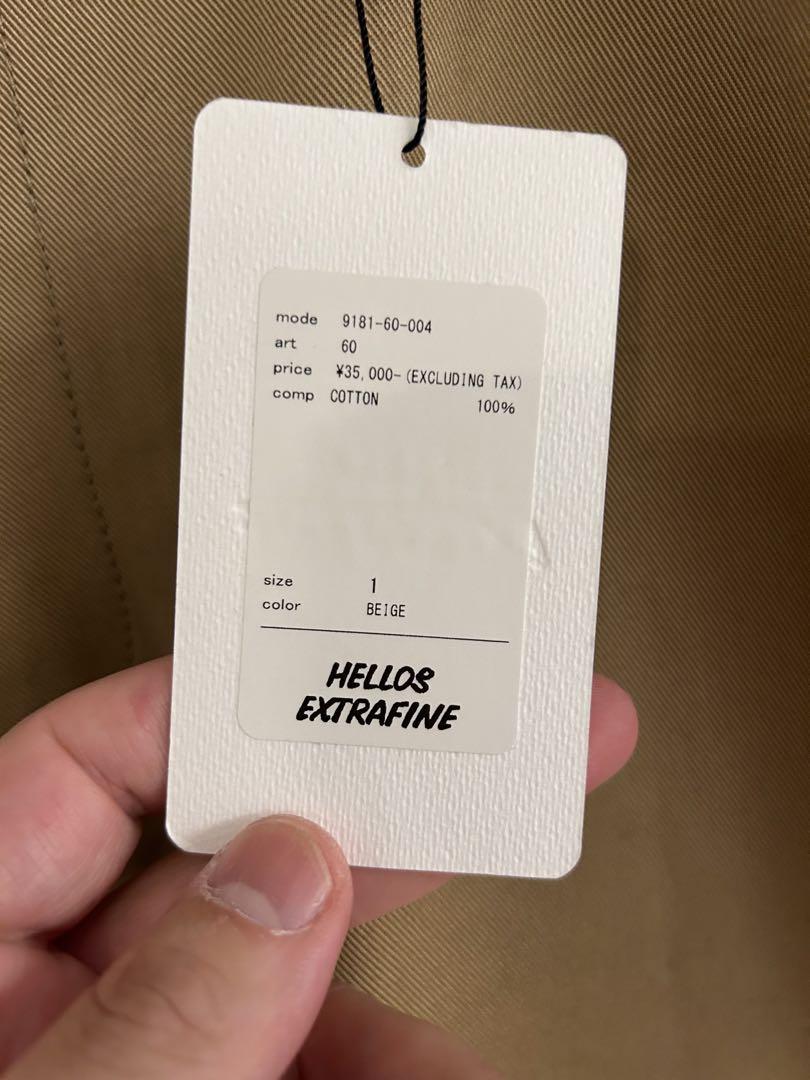 mode 9181-60-004
art 60
price ¥35,000-(EXCLUDING TAX)
comp COTTON 100%
size 1
color BEIGE
HELLOS
EXTRAFINE